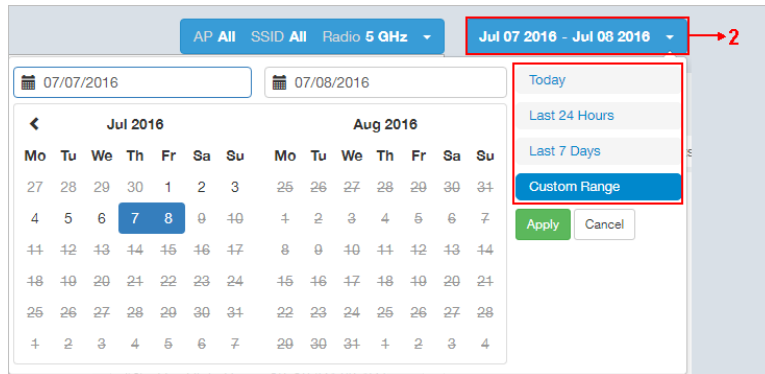 AP All SSID All Radio 5 GHz
Jul 07 2016 - Jul 08 2016
2
07/07/2016
07/08/2016
Jul 2016
Mo Tu We Th Fr Sa Su
27 28 29 30 1 2 3
4 5 6 7 8 9 10
11 12 13 14 15 16 17
18 19 20 21 22 23 24
25 26 27 28 29 30 31
1 2 3 4 5 6 7
Aug 2016
Mo Tu We Th Fr Sa Su
25 26 27 28 29 30 31
1 2 3 4 5 6 7
8 9 10 11 12 13 14
15 16 17 18 19 20 21
22 23 24 25 26 27 28
29 30 31 1 2 3 4
Today
Last 24 Hours
Last 7 Days
Custom Range
Apply Cancel